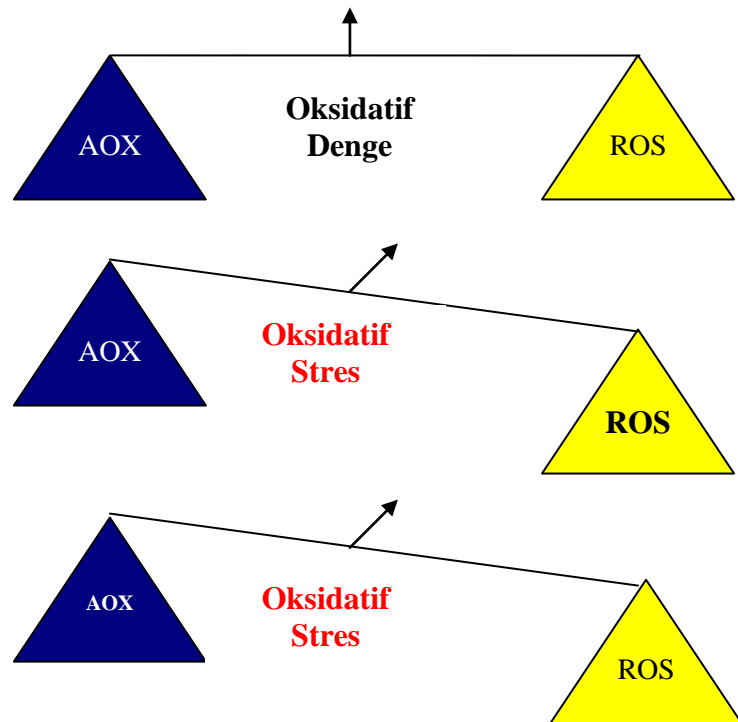 Oksidatif
Denge
AOX
ROS
Oksidatif
Stres
AOX
ROS
Oksidatif
Stres
AOX
ROS